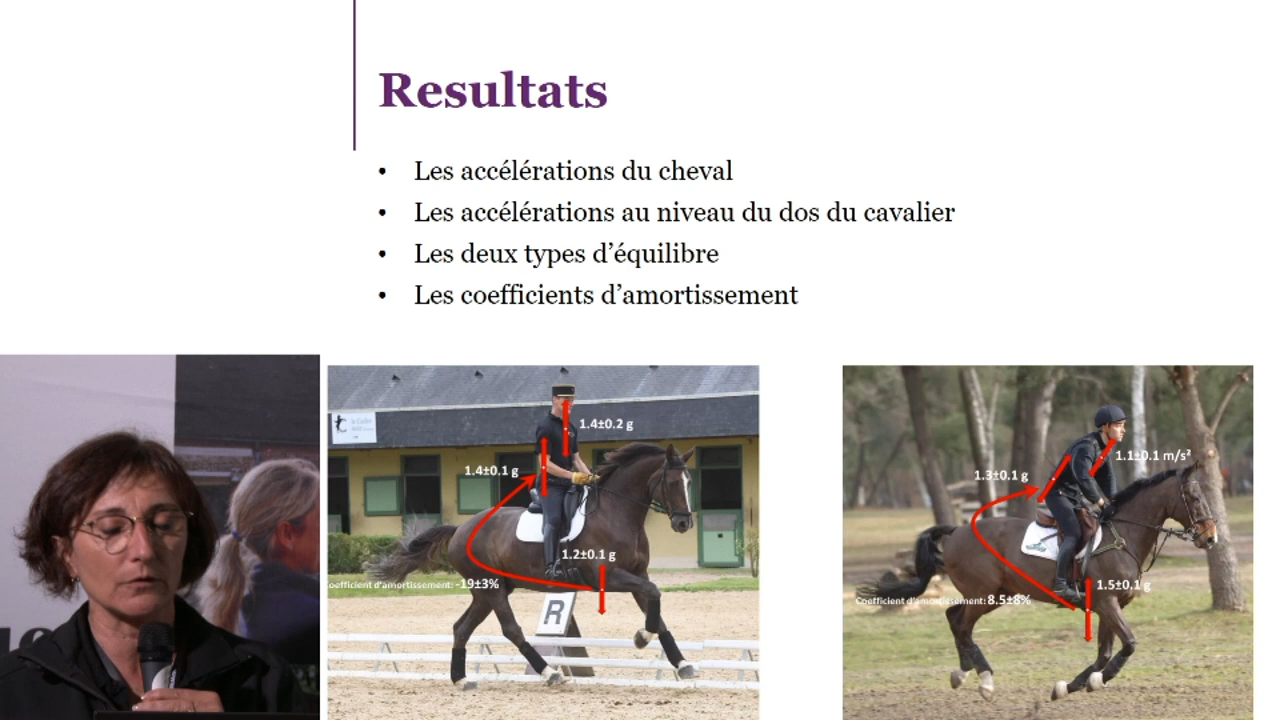 Resultats
• Les accélérations du cheval
• Les accélérations au niveau du dos du cavalier
• Les deux types d’équilibre
• Les coefficients d’amortissement
1.4±0.2 g
1.4±0.1 g
1.2±0.1 g
oefficient d'amortissement: -19±3%
R
1.1±0.1 m/s²
1.3±0.1 g
1.5±0.1 g
Coefficient d'amortissement: 8.5±8%